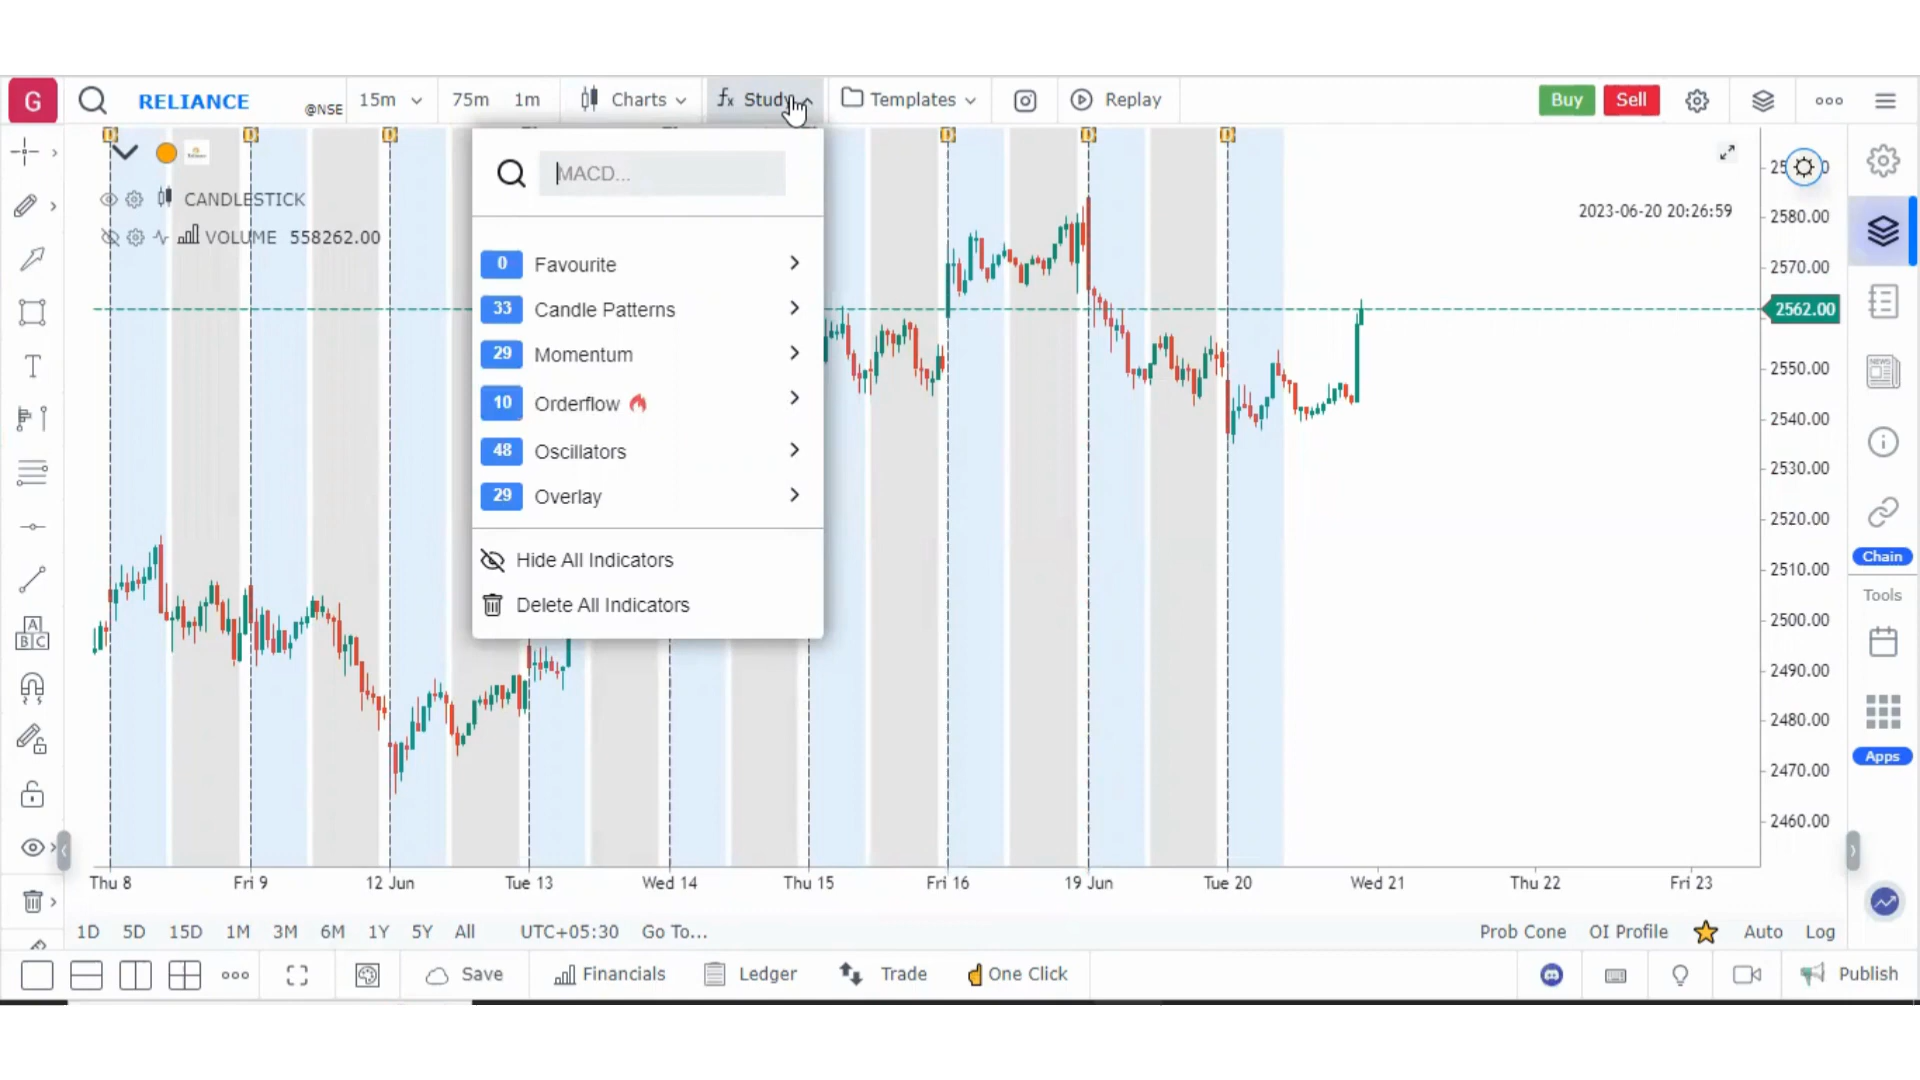 G
RELIANCE @NSE 15m 75m 1m Charts fx Study Templates Replay Buy Sell
D D D D D D
MACD...
CANDLESTICK
VOLUME 558262.00
2023-06-20 20:26:59
0 Favourite
33 Candle Patterns
29 Momentum
10 Orderflow
48 Oscillators
29 Overlay
Hide All Indicators
Delete All Indicators
2580.00
2570.00
2562.00
2550.00
2540.00
2530.00
2520.00
2510.00
2500.00
2490.00
2480.00
2470.00
2460.00
T
A
B C
NEWS
Chain
Tools
Apps
Thu 8 Fri 9 12 Jun Tue 13 Wed 14 Thu 15 Fri 16 19 Jun Tue 20 Wed 21 Thu 22 Fri 23
1D 5D 15D 1M 3M 6M 1Y 5Y All UTC+05:30 Go To... Prob Cone OI Profile Auto Log
Save Financials Ledger Trade One Click Publish